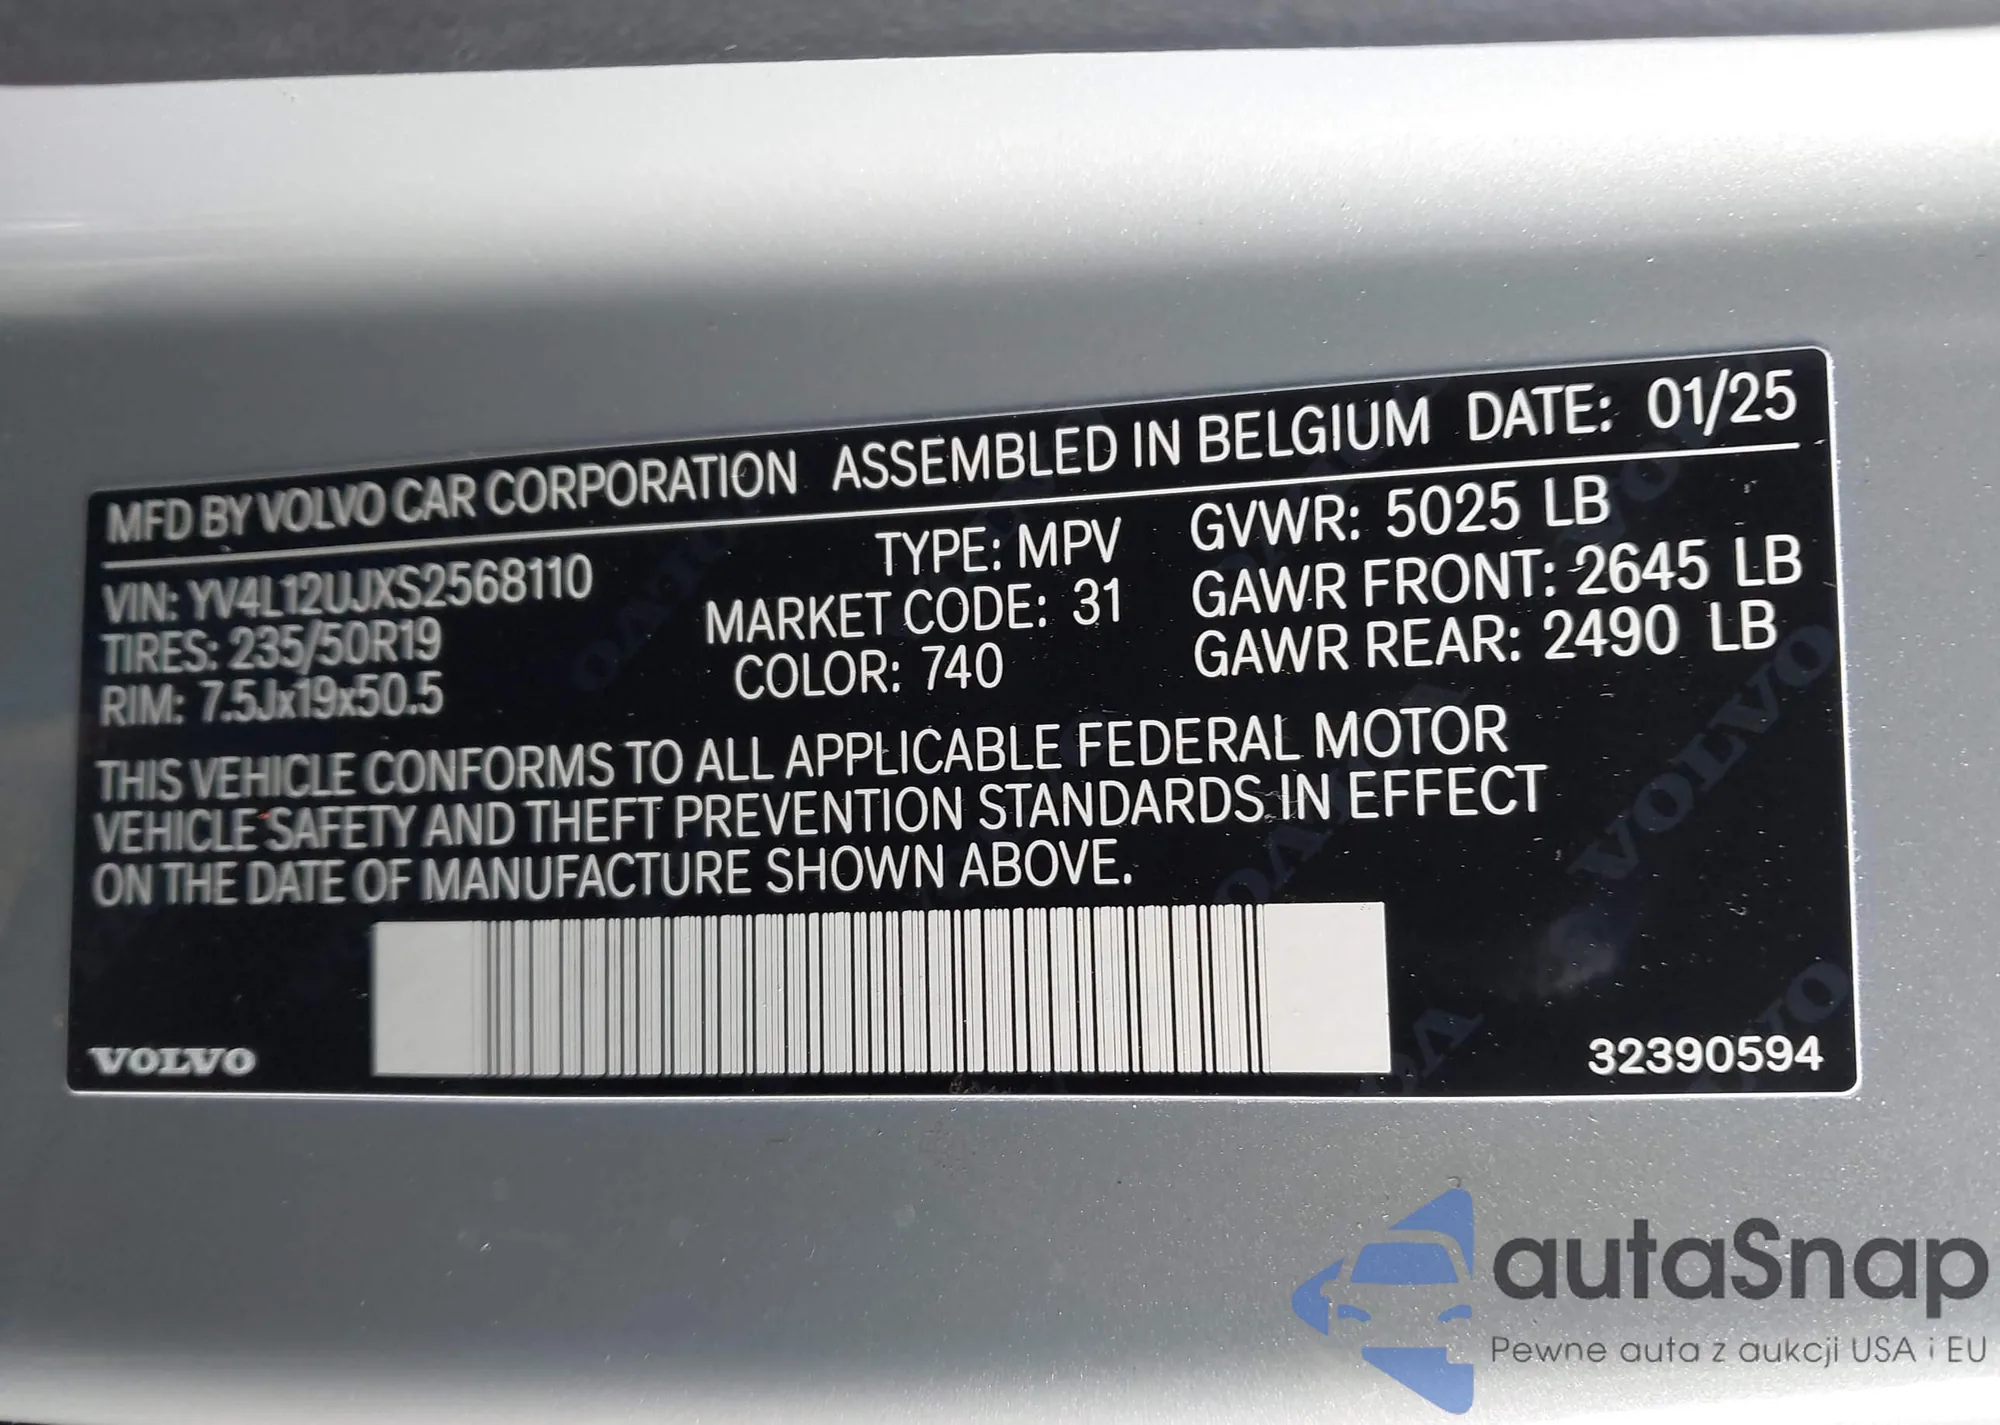 MFD BY VOLVO CAR CORPORATION ASSEMBLED IN BELGIUM DATE: 01/25
VIN: YV4L12UJXS2568110 TYPE: MPV GVWR: 5025 LB
TIRES: 235/50R19 MARKET CODE: 31 GAWR FRONT: 2645 LB
RIM: 7.5Jx19x50.5 COLOR: 740 GAWR REAR: 2490 LB
THIS VEHICLE CONFORMS TO ALL APPLICABLE FEDERAL MOTOR
VEHICLE SAFETY AND THEFT PREVENTION STANDARDS IN EFFECT
ON THE DATE OF MANUFACTURE SHOWN ABOVE.
VOLVO 32390594
autaSnap
Pewne auta z aukcji USA i EU